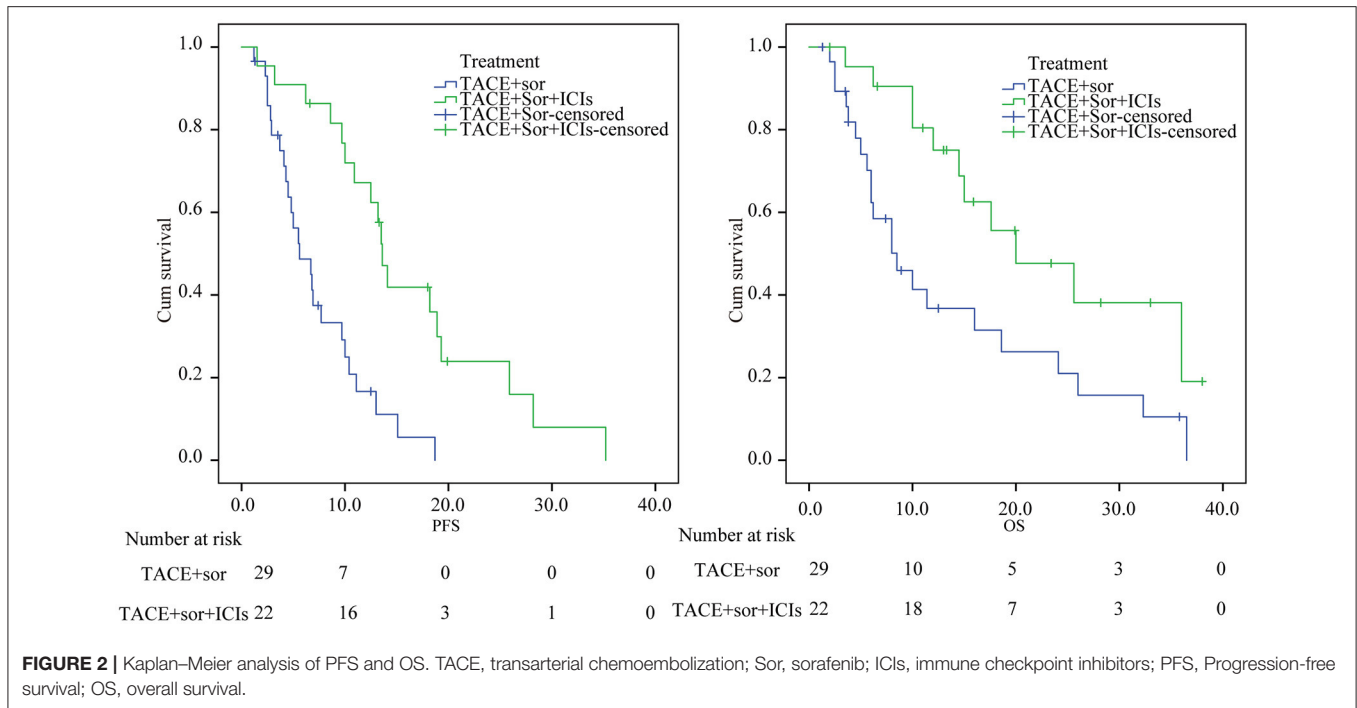 1.0
0.8
0.6
0.4
0.2
0.0
Cum survival
Treatment
TACE+sor
TACE+Sor+ICIs
TACE+Sor-censored
TACE+Sor+ICIs-censored
0.0 10.0 20.0 30.0 40.0
PFS
Number at risk
TACE+sor 29 7 0 0 0
TACE+sor+ICIs 22 16 3 1 0
1.0
0.8
0.6
0.4
0.2
0.0
Cum survival
Treatment
TACE+sor
TACE+Sor+ICIs
TACE+Sor-censored
TACE+Sor+ICIs-censored
0.0 10.0 20.0 30.0 40.0
OS
Number at risk
TACE+sor 29 10 5 3 0
TACE+sor+ICIs 22 18 7 3 0
FIGURE 2 | Kaplan–Meier analysis of PFS and OS. TACE, transarterial chemoembolization; Sor, sorafenib; ICIs, immune checkpoint inhibitors; PFS, Progression-free
survival; OS, overall survival.